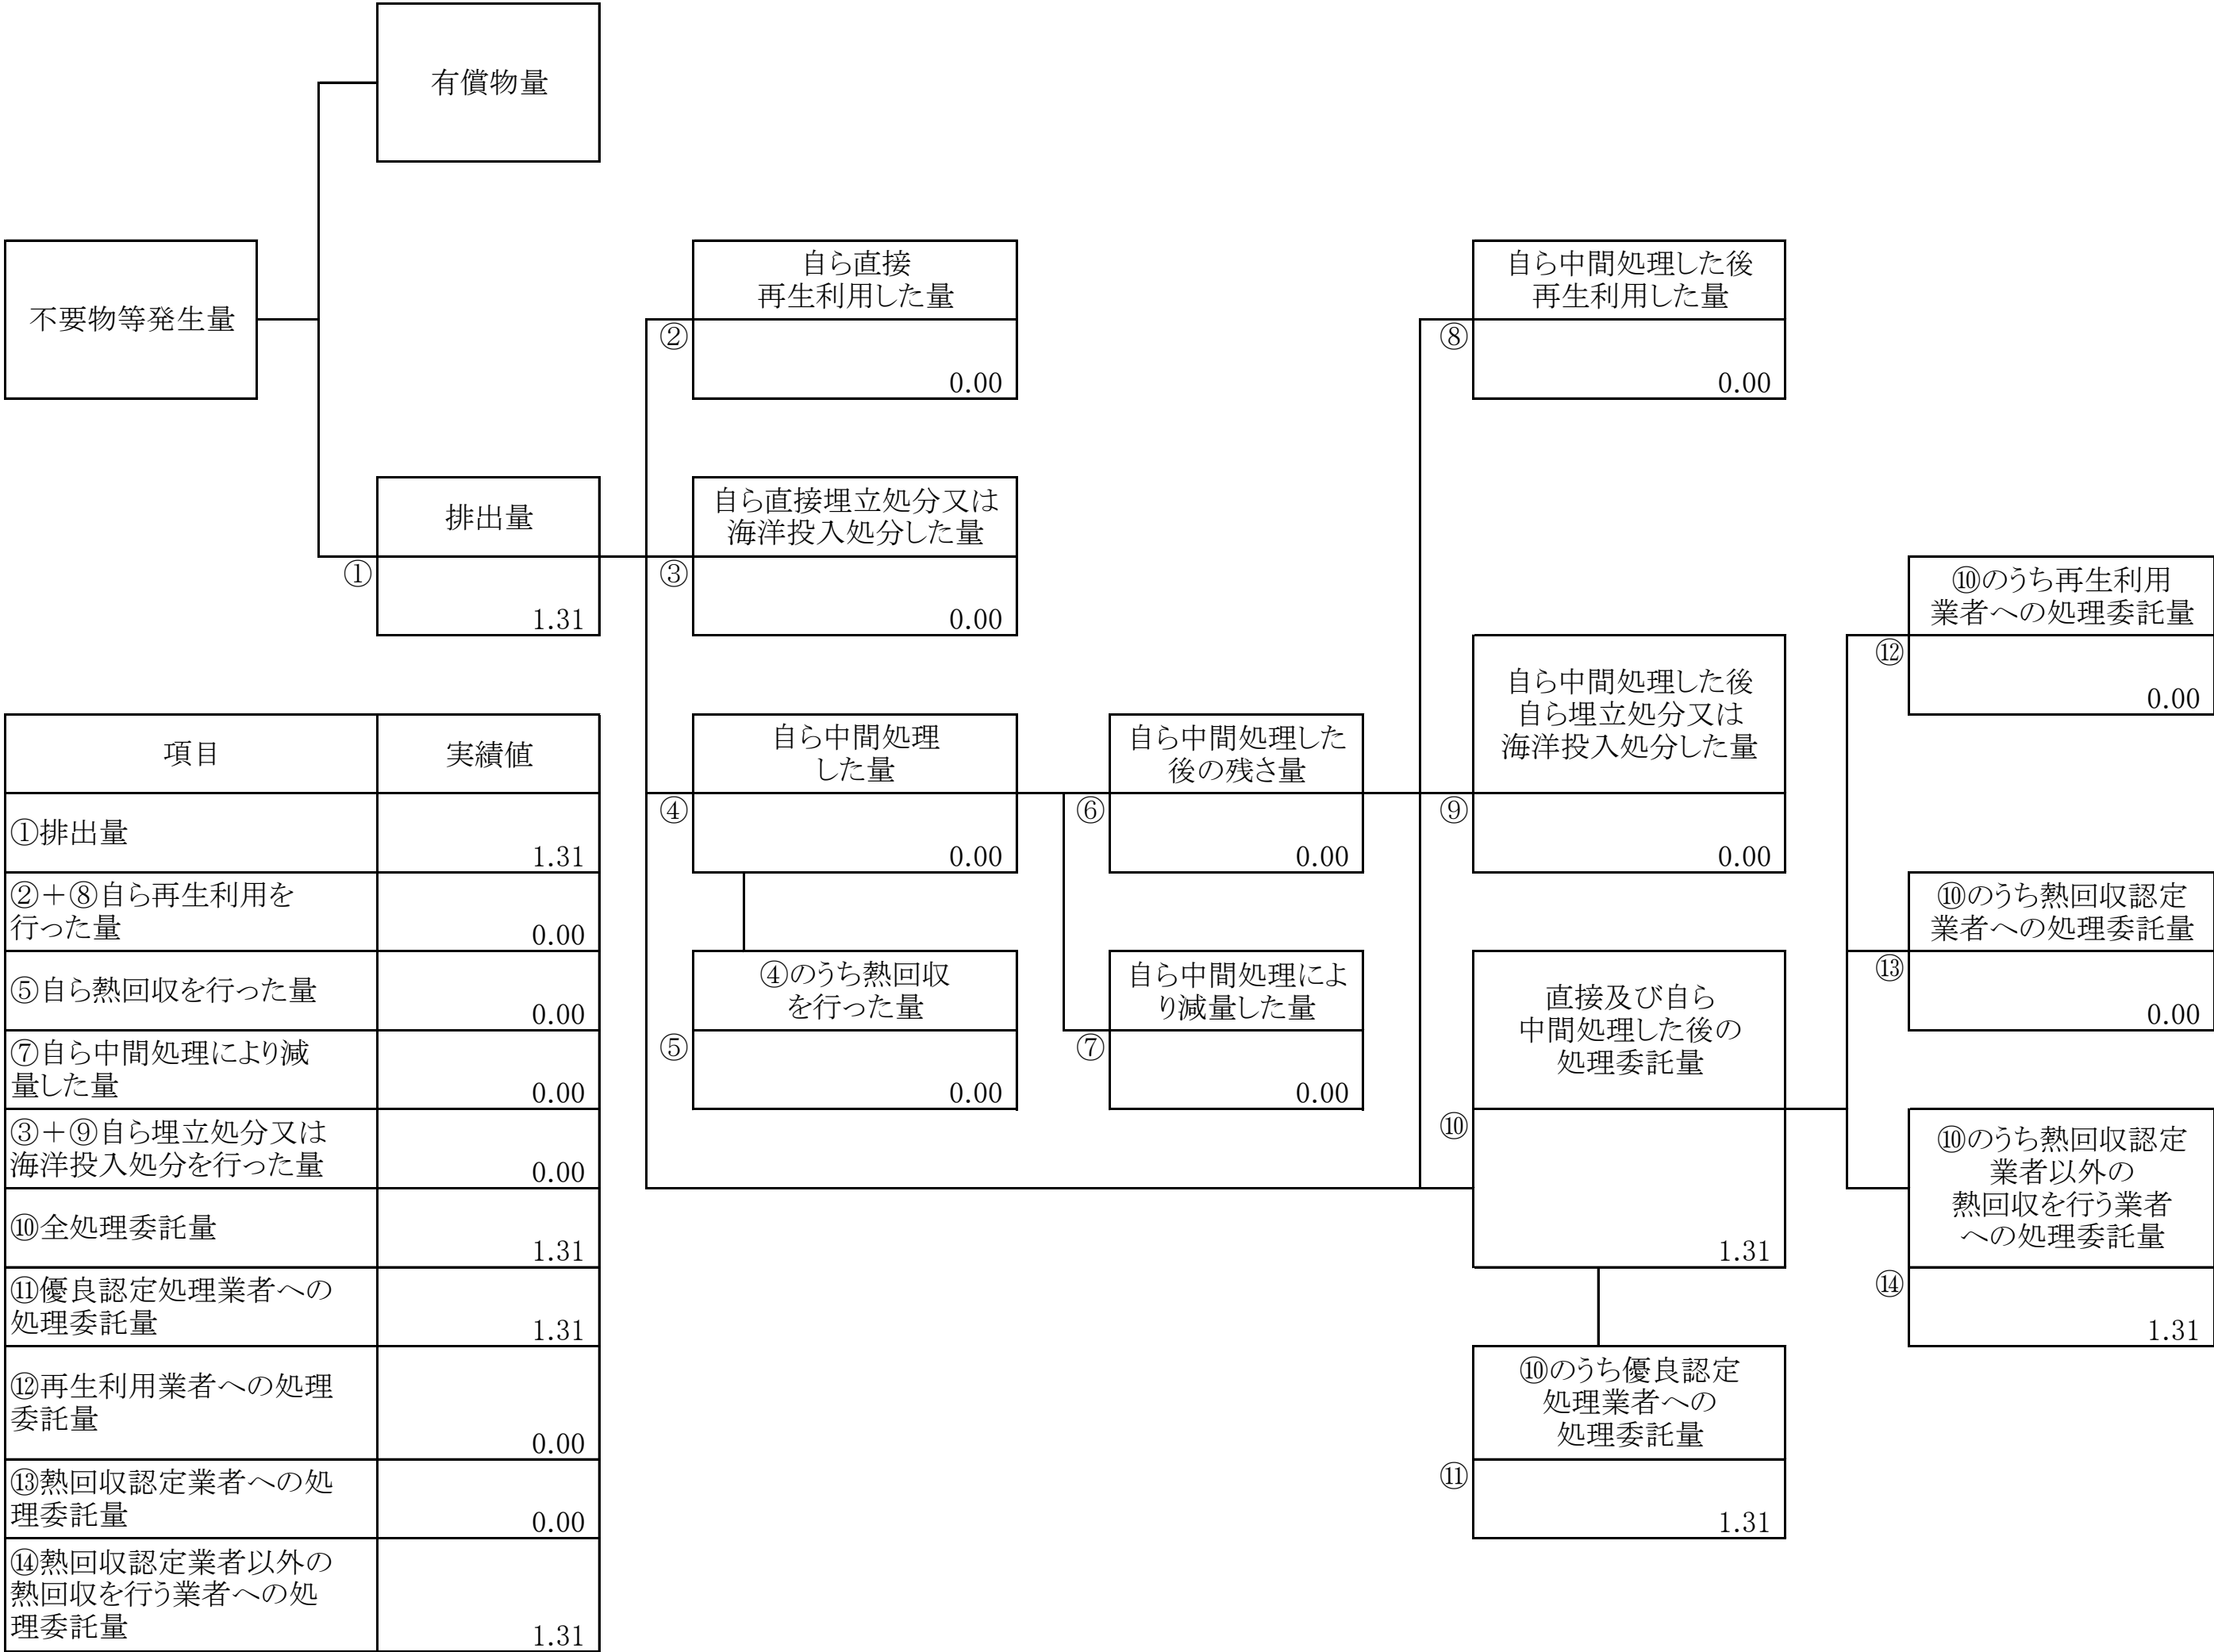 有償物量
不要物等発生量
自ら直接
再生利用した量
②
0.00
自ら中間処理した後
再生利用した量
⑧
0.00
排出量
①
1.31
自ら直接埋立処分又は
海洋投入処分した量
③
0.00
⑩のうち再生利用
業者への処理委託量
⑫
0.00
自ら中間処理
した量
④
0.00
自ら中間処理した
後の残さ量
⑥
0.00
自ら中間処理した後
自ら埋立処分又は
海洋投入処分した量
⑨
0.00
⑩のうち熱回収認定
業者への処理委託量
⑬
0.00
④のうち熱回収
を行った量
⑤
0.00
自ら中間処理によ
り減量した量
⑦
0.00
直接及び自ら
中間処理した後の
処理委託量
⑩
1.31
⑩のうち熱回収認定
業者以外の
熱回収を行う業者
への処理委託量
⑭
1.31
⑩のうち優良認定
処理業者への
処理委託量
⑪
1.31
項目 実績値
①排出量
1.31
②＋⑧自ら再生利用を
行った量
0.00
⑤自ら熱回収を行った量
0.00
⑦自ら中間処理により減
量した量
0.00
③＋⑨自ら埋立処分又は
海洋投入処分を行った量
0.00
⑩全処理委託量
1.31
⑪優良認定処理業者への
処理委託量
1.31
⑫再生利用業者への処理
委託量
0.00
⑬熱回収認定業者への処
理委託量
0.00
⑭熱回収認定業者以外の
熱回収を行う業者への処
理委託量
1.31